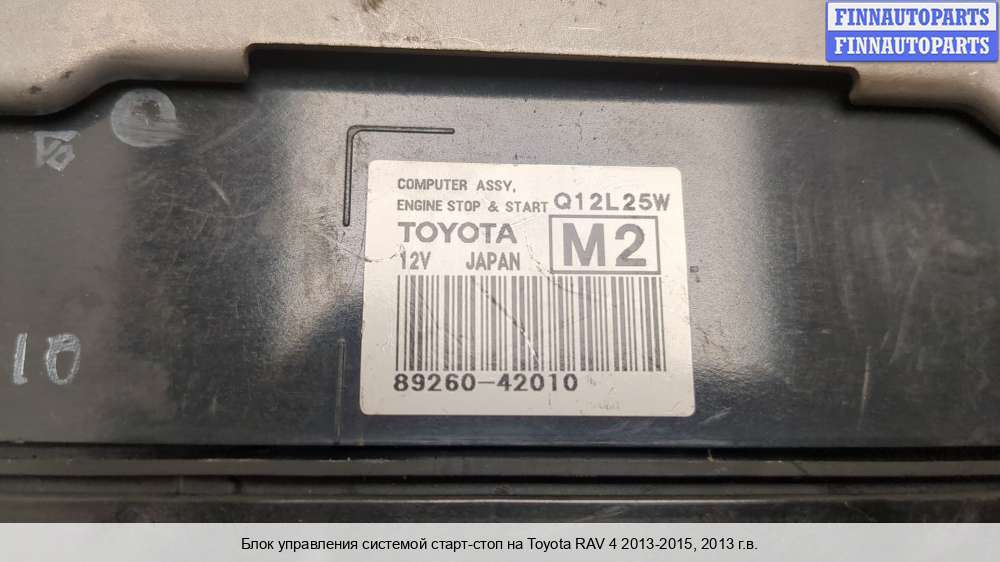 FINNAUTOPARTS
FINNAUTOPARTS
COMPUTER ASSY,
ENGINE STOP & START Q12L25W
TOYOTA M2
12V JAPAN
89260-42010
10
Блок управления системой старт-стоп на Toyota RAV 4 2013-2015, 2013 г.в.